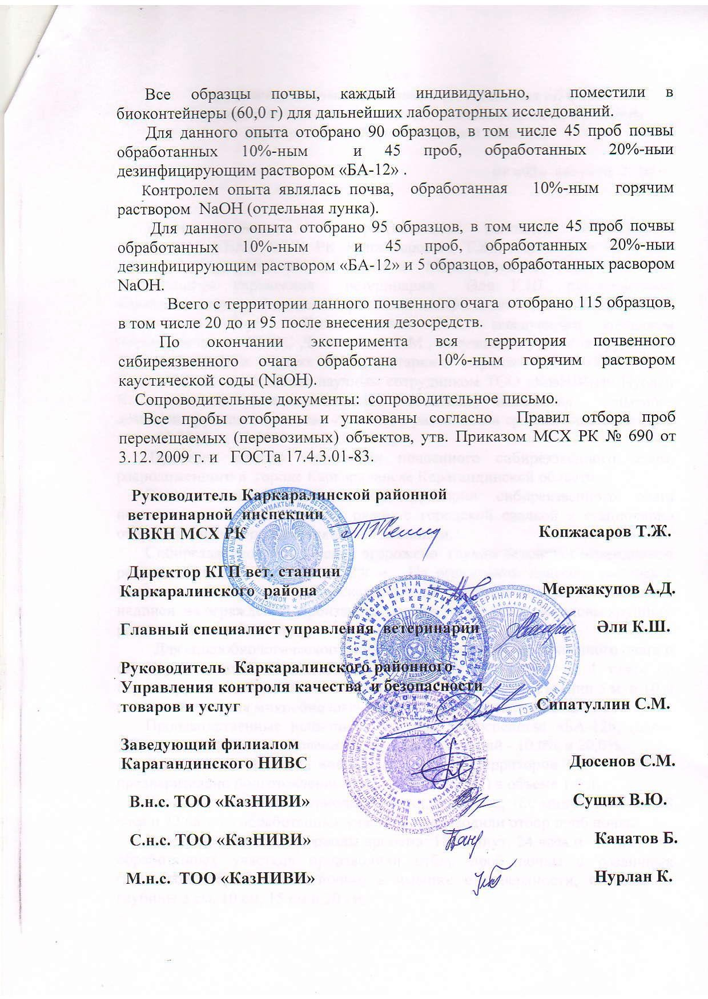 Все образцы почвы, каждый индивидуально, поместили в
биоконтейнеры (60,0 г) для дальнейших лабораторных исследований.
Для данного опыта отобрано 90 образцов, в том числе 45 проб почвы
обработанных 10%-ным и 45 проб, обработанных 20%-ныи
дезинфицирующим раствором «БА-12» .
Контролем опыта являлась почва, обработанная 10%-ным горячим
раствором NaOH (отдельная лунка).
Для данного опыта отобрано 95 образцов, в том числе 45 проб почвы
обработанных 10%-ным и 45 проб, обработанных 20%-ныи
дезинфицирующим раствором «БА-12» и 5 образцов, обработанных расвором
NaOH.
Всего с территории данного почвенного очага отобрано 115 образцов,
в том числе 20 до и 95 после внесения дезосредств.
По окончании эксперимента вся территория почвенного
сибиреязвенного очага обработана 10%-ным горячим раствором
каустической соды (NaOH).
Сопроводительные документы: сопроводительное письмо.
Все пробы отобраны и упакованы согласно Правил отбора проб
перемещаемых (перевозимых) объектов, утв. Приказом МСХ РК № 690 от
3.12. 2009 г. и ГОСТа 17.4.3.01-83.
Руководитель Каркаралинской районной
ветеринарной инспекции
КВКН МСХ РК Копжасаров Т.Ж.
Директор КГП вет. станции
Каркаралинского района Мержакупов А.Д.
Главный специалист управления ветеринарии Әли К.Ш.
Руководитель Каркаралинского районного
Управления контроля качества и безопасности
товаров и услуг Сипатуллин С.М.
Заведующий филиалом
Карагандинского НИВС Дюсенов С.М.
В.н.с. ТОО «КазНИВИ» Сущих В.Ю.
С.н.с. ТОО «КазНИВИ» Канатов Б.
М.н.с. ТОО «КазНИВИ» Нурлан К.